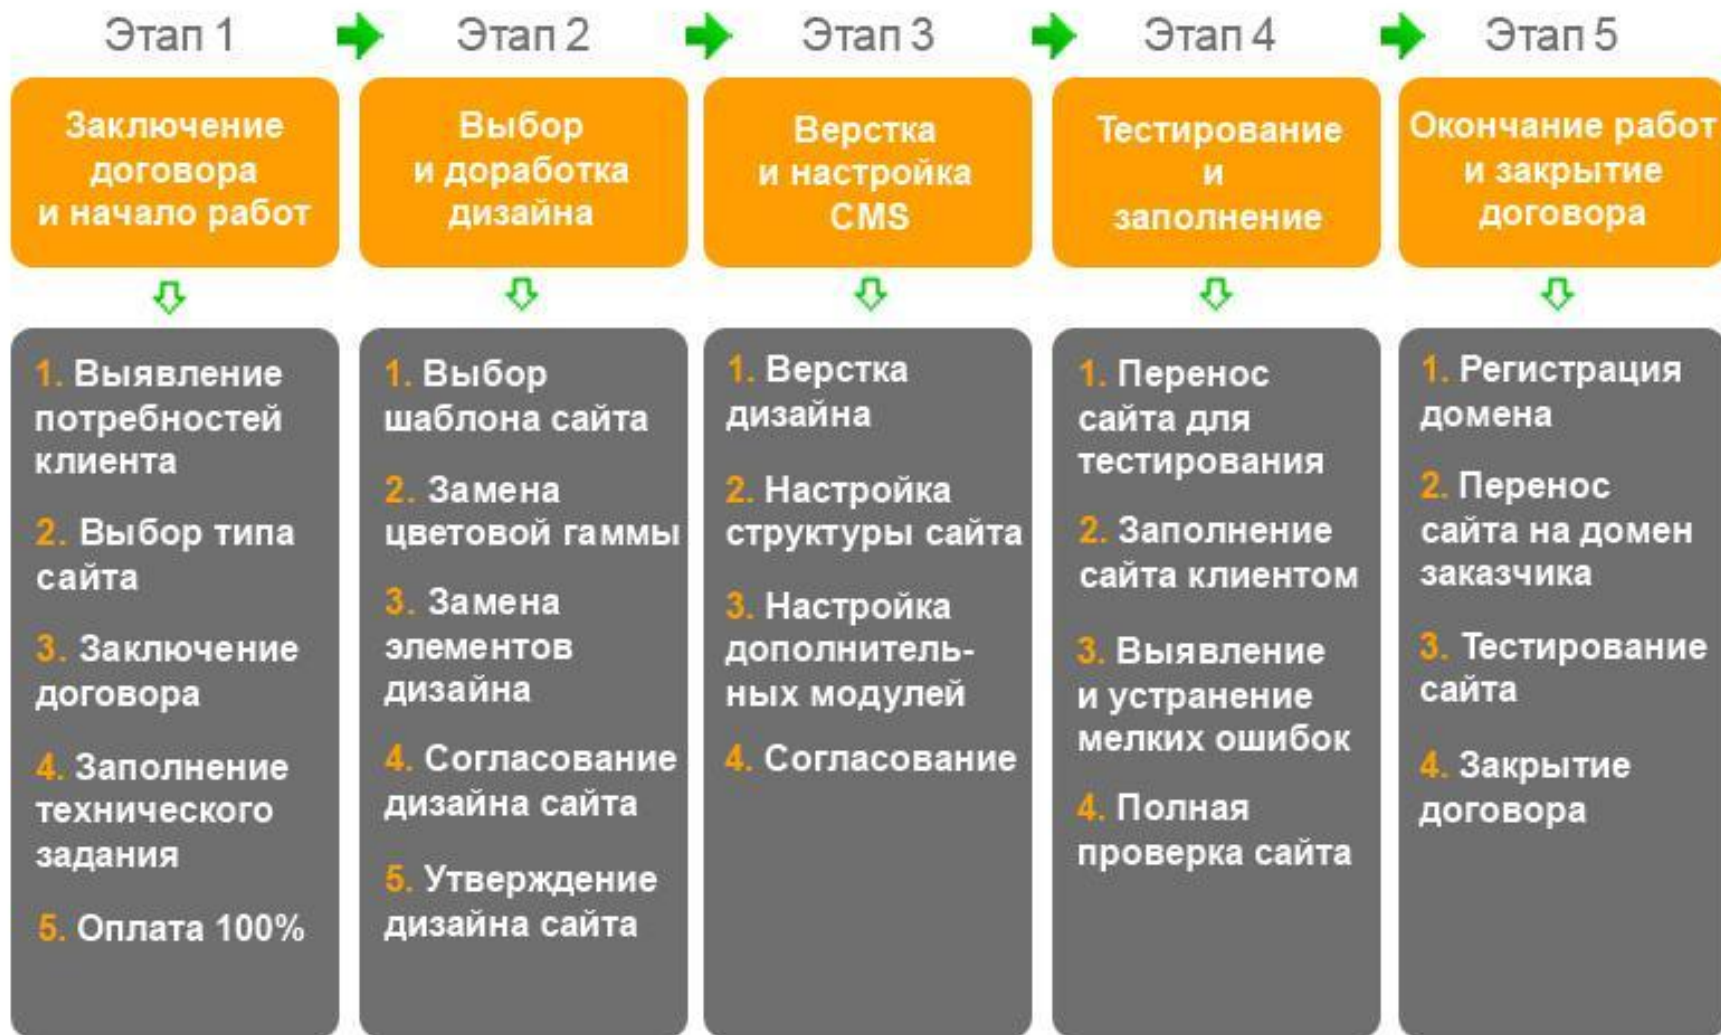 Этап 1
Этап 2
Этап 3
Этап 4
Этап 5
Заключение
договора
и начало работ
Выбор
и доработка
дизайна
Верстка
и настройка
CMS
Тестирование
и
заполнение
Окончание работ
и закрытие
договора
1. Выявление
потребностей
клиента
2. Выбор типа
сайта
3. Заключение
договора
4. Заполнение
технического
задания
5. Оплата 100%
1. Выбор
шаблона сайта
2. Замена
цветовой гаммы
3. Замена
элементов
дизайна
4. Согласование
дизайна сайта
5. Утверждение
дизайна сайта
1. Верстка
дизайна
2. Настройка
структуры сайта
3. Настройка
дополнитель-
ных модулей
4. Согласование
1. Перенос
сайта для
тестирования
2. Заполнение
сайта клиентом
3. Выявление
и устранение
мелких ошибок
4. Полная
проверка сайта
1. Регистрация
домена
2. Перенос
сайта на домен
заказчика
3. Тестирование
сайта
4. Закрытие
договора